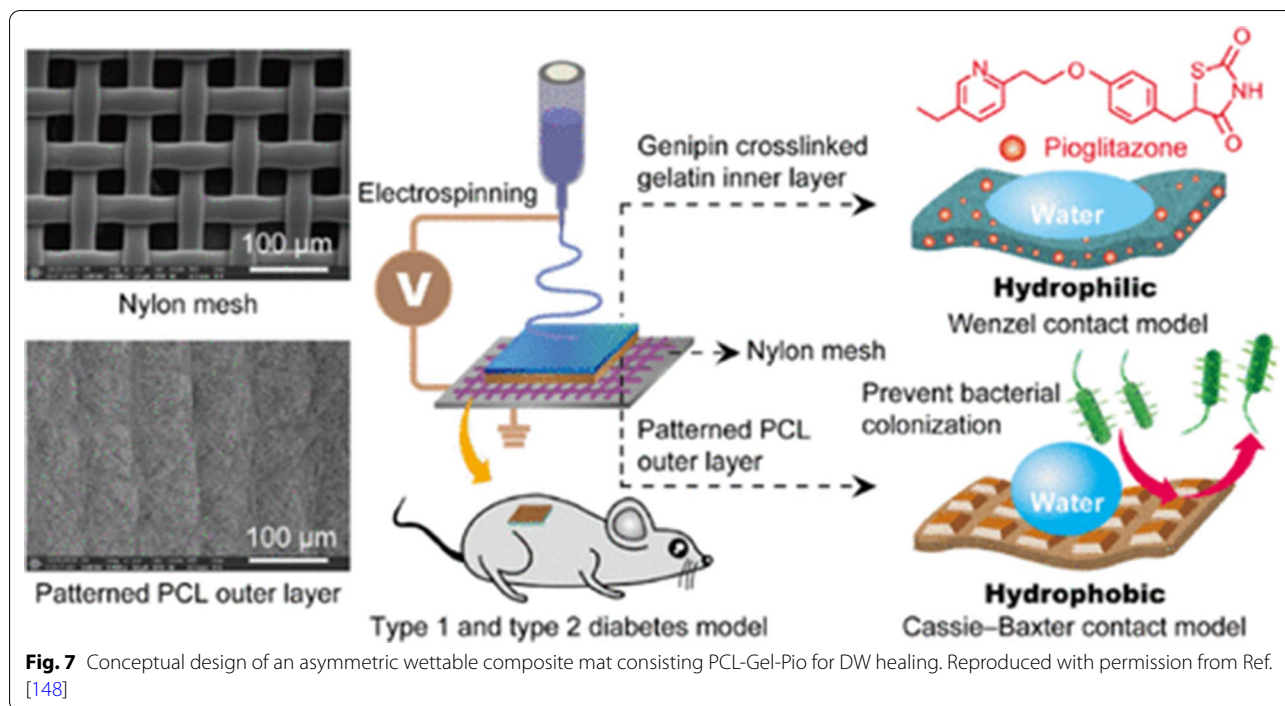 100 µm
Nylon mesh
100 µm
Patterned PCL outer layer
Electrospinning
V
Genipin crosslinked
gelatin inner layer
Nylon mesh
Patterned PCL
outer layer
Type 1 and type 2 diabetes model
N
O
S
O
NH
O
Pioglitazone
Water
Hydrophilic
Wenzel contact model
Prevent bacterial
colonization
Water
Hydrophobic
Cassie–Baxter contact model
Fig. 7 Conceptual design of an asymmetric wettable composite mat consisting PCL-Gel-Pio for DW healing. Reproduced with permission from Ref.
[148]